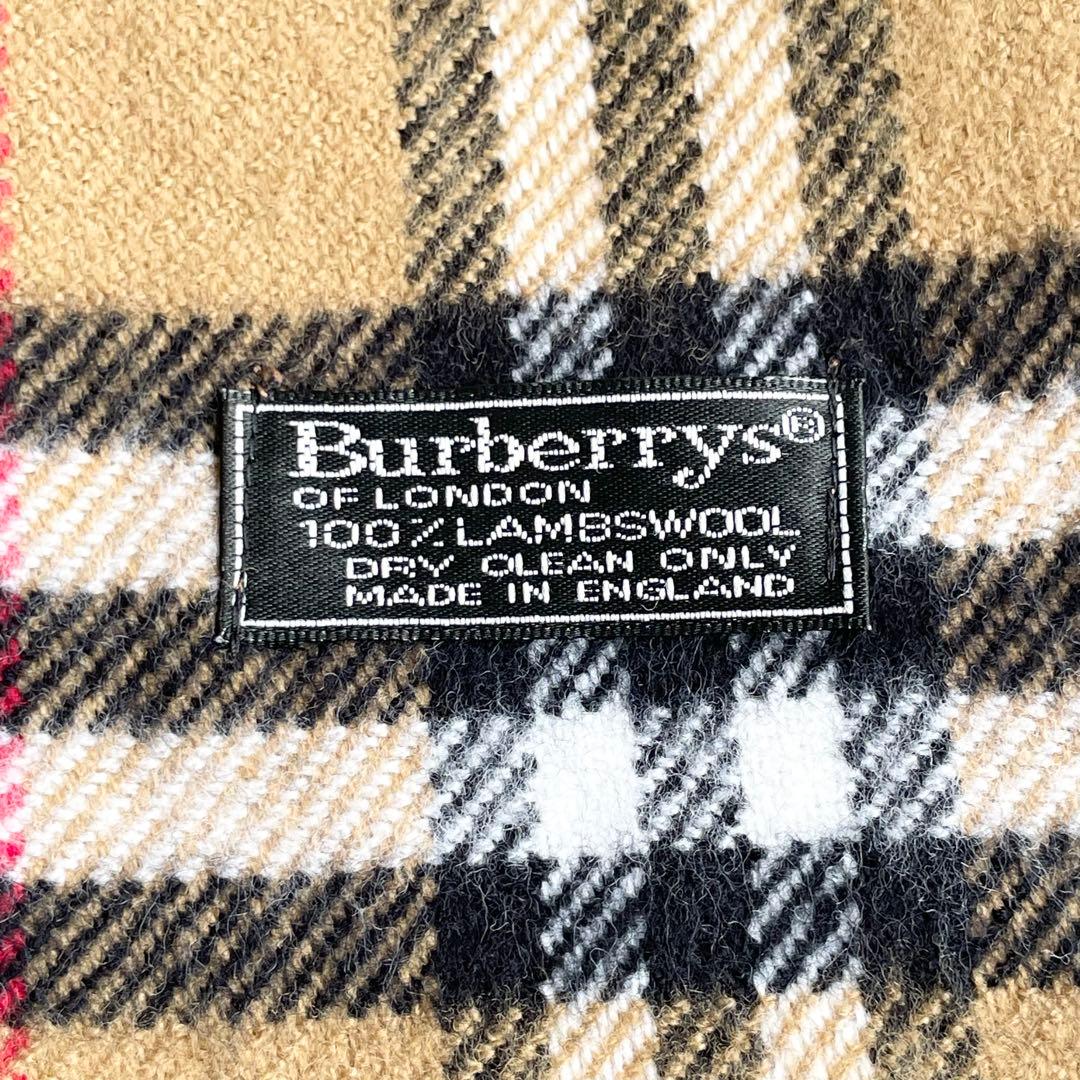 Burberrys®
OF LONDON
100% LAMBSWOOL
DRY CLEAN ONLY
MADE IN ENGLAND